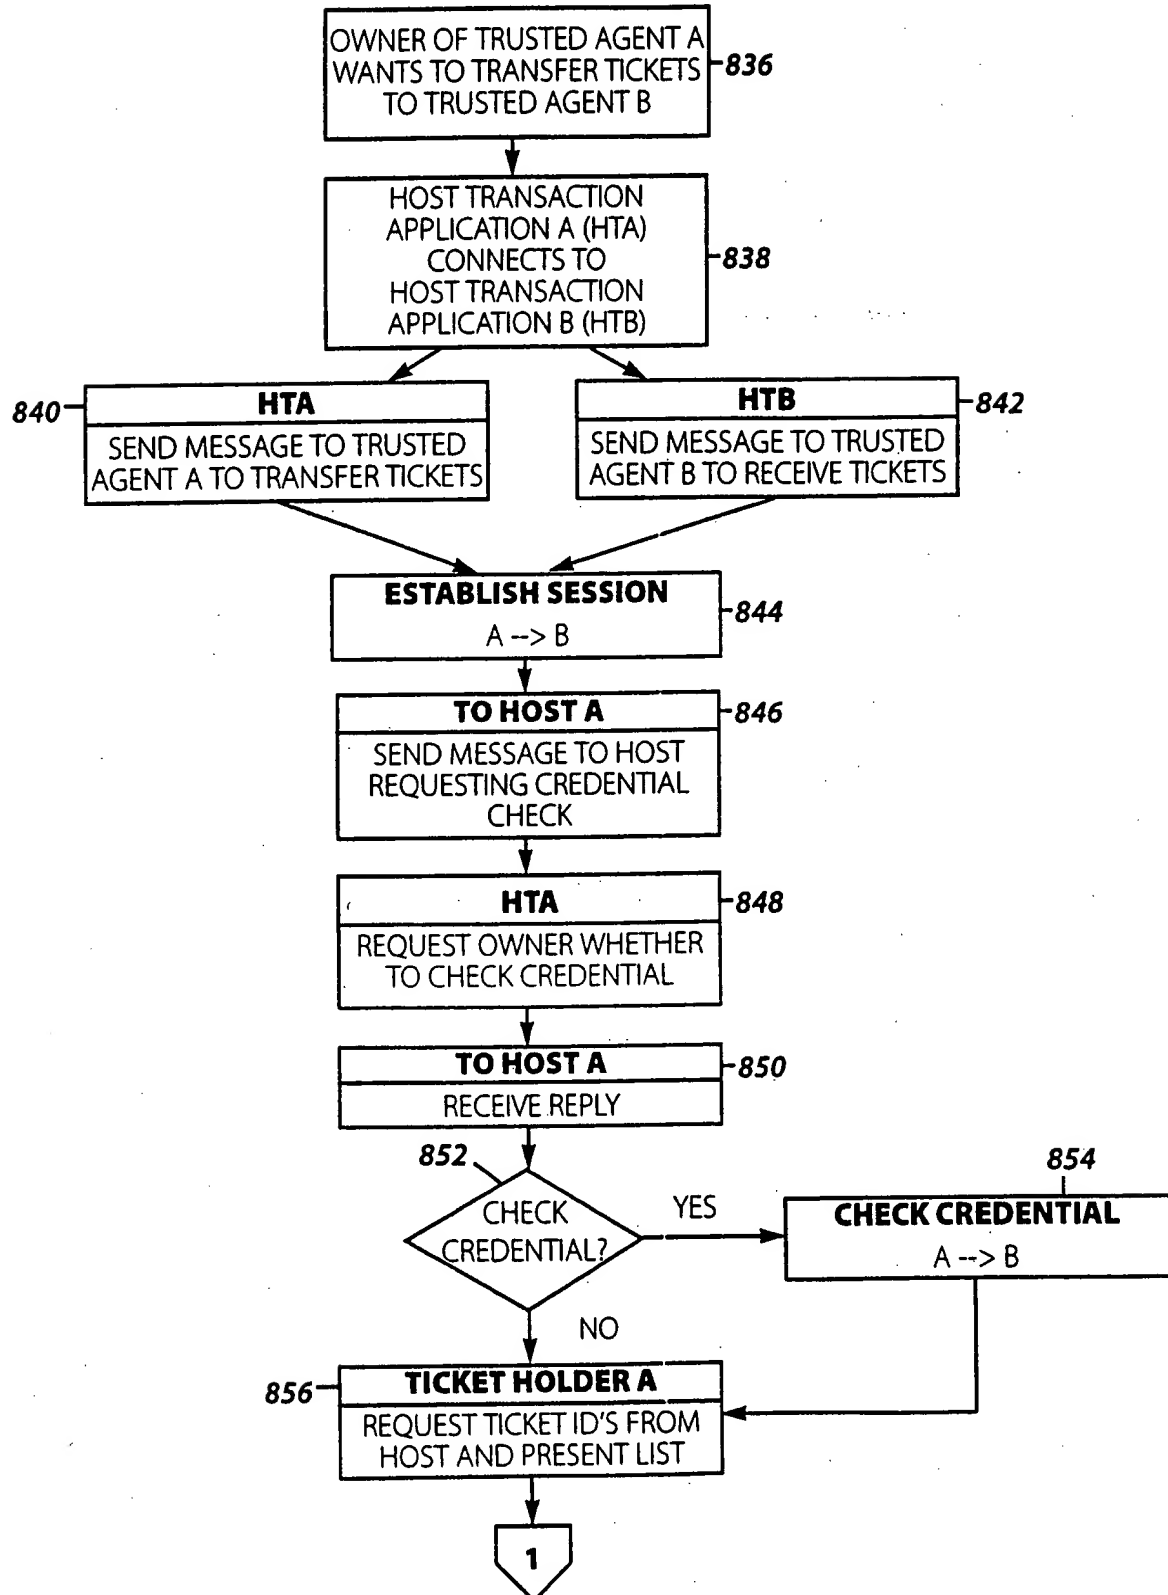 OWNER OF TRUSTED AGENT A
WANTS TO TRANSFER TICKETS
TO TRUSTED AGENT B
836
HOST TRANSACTION
APPLICATION A (HTA)
CONNECTS TO
HOST TRANSACTION
APPLICATION B (HTB)
838
840
HTA
SEND MESSAGE TO TRUSTED
AGENT A TO TRANSFER TICKETS
HTB
842
SEND MESSAGE TO TRUSTED
AGENT B TO RECEIVE TICKETS
ESTABLISH SESSION
A --> B
844
TO HOST A
846
SEND MESSAGE TO HOST
REQUESTING CREDENTIAL
CHECK
HTA
848
REQUEST OWNER WHETHER
TO CHECK CREDENTIAL
TO HOST A
850
RECEIVE REPLY
852
CHECK
CREDENTIAL?
YES
854
CHECK CREDENTIAL
A --> B
NO
856
TICKET HOLDER A
REQUEST TICKET ID'S FROM
HOST AND PRESENT LIST
1